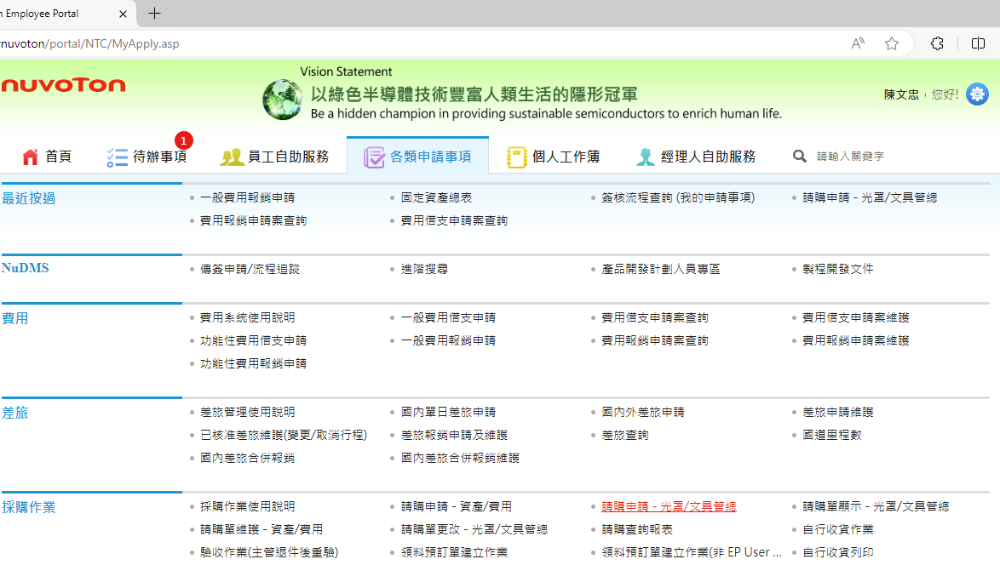 n Employee Portal
nuvoton/portal/NTC/MyApply.asp
nuvoTon
Vision Statement
以綠色半導體技術豐富人類生活的隱形冠軍
Be a hidden champion in providing sustainable semiconductors to enrich human life.
陳文忠，您好!
首頁 待辦事項 1 員工自助服務 各類申請事項 個人工作簿 經理人自助服務 請輸入關鍵字
最近按過 一般費用報銷申請 固定資產總表 簽核流程查詢 (我的申請事項) 請購申請 - 光罩/文具管總
費用報銷申請案查詢 費用借支申請案查詢
NuDMS 傳簽申請/流程追蹤 進階搜尋 產品開發計劃人員專區 製程開發文件
費用 費用系統使用說明 一般費用借支申請 費用借支申請案查詢 費用借支申請案維護
功能性費用借支申請 一般費用報銷申請 費用報銷申請案查詢 費用報銷申請案維護
功能性費用報銷申請
差旅 差旅管理使用說明 國內單日差旅申請 國內外差旅申請 差旅申請維護
已核准差旅維護(變更/取消行程) 差旅報銷申請及維護 差旅查詢 國道里程數
國內差旅合併報銷 國內差旅合併報銷維護
採購作業 採購作業使用說明 請購申請 - 資產/費用 請購申請 - 光罩/文具管總 請購單顯示 - 光罩/文具管總
請購單維護 - 資產/費用 請購單更改 - 光罩/文具管總 請購查詢報表 自行收貨作業
驗收作業(主管退件後重驗) 領料預訂單建立作業 領料預訂單建立作業(非 EP User ... 自行收貨列印